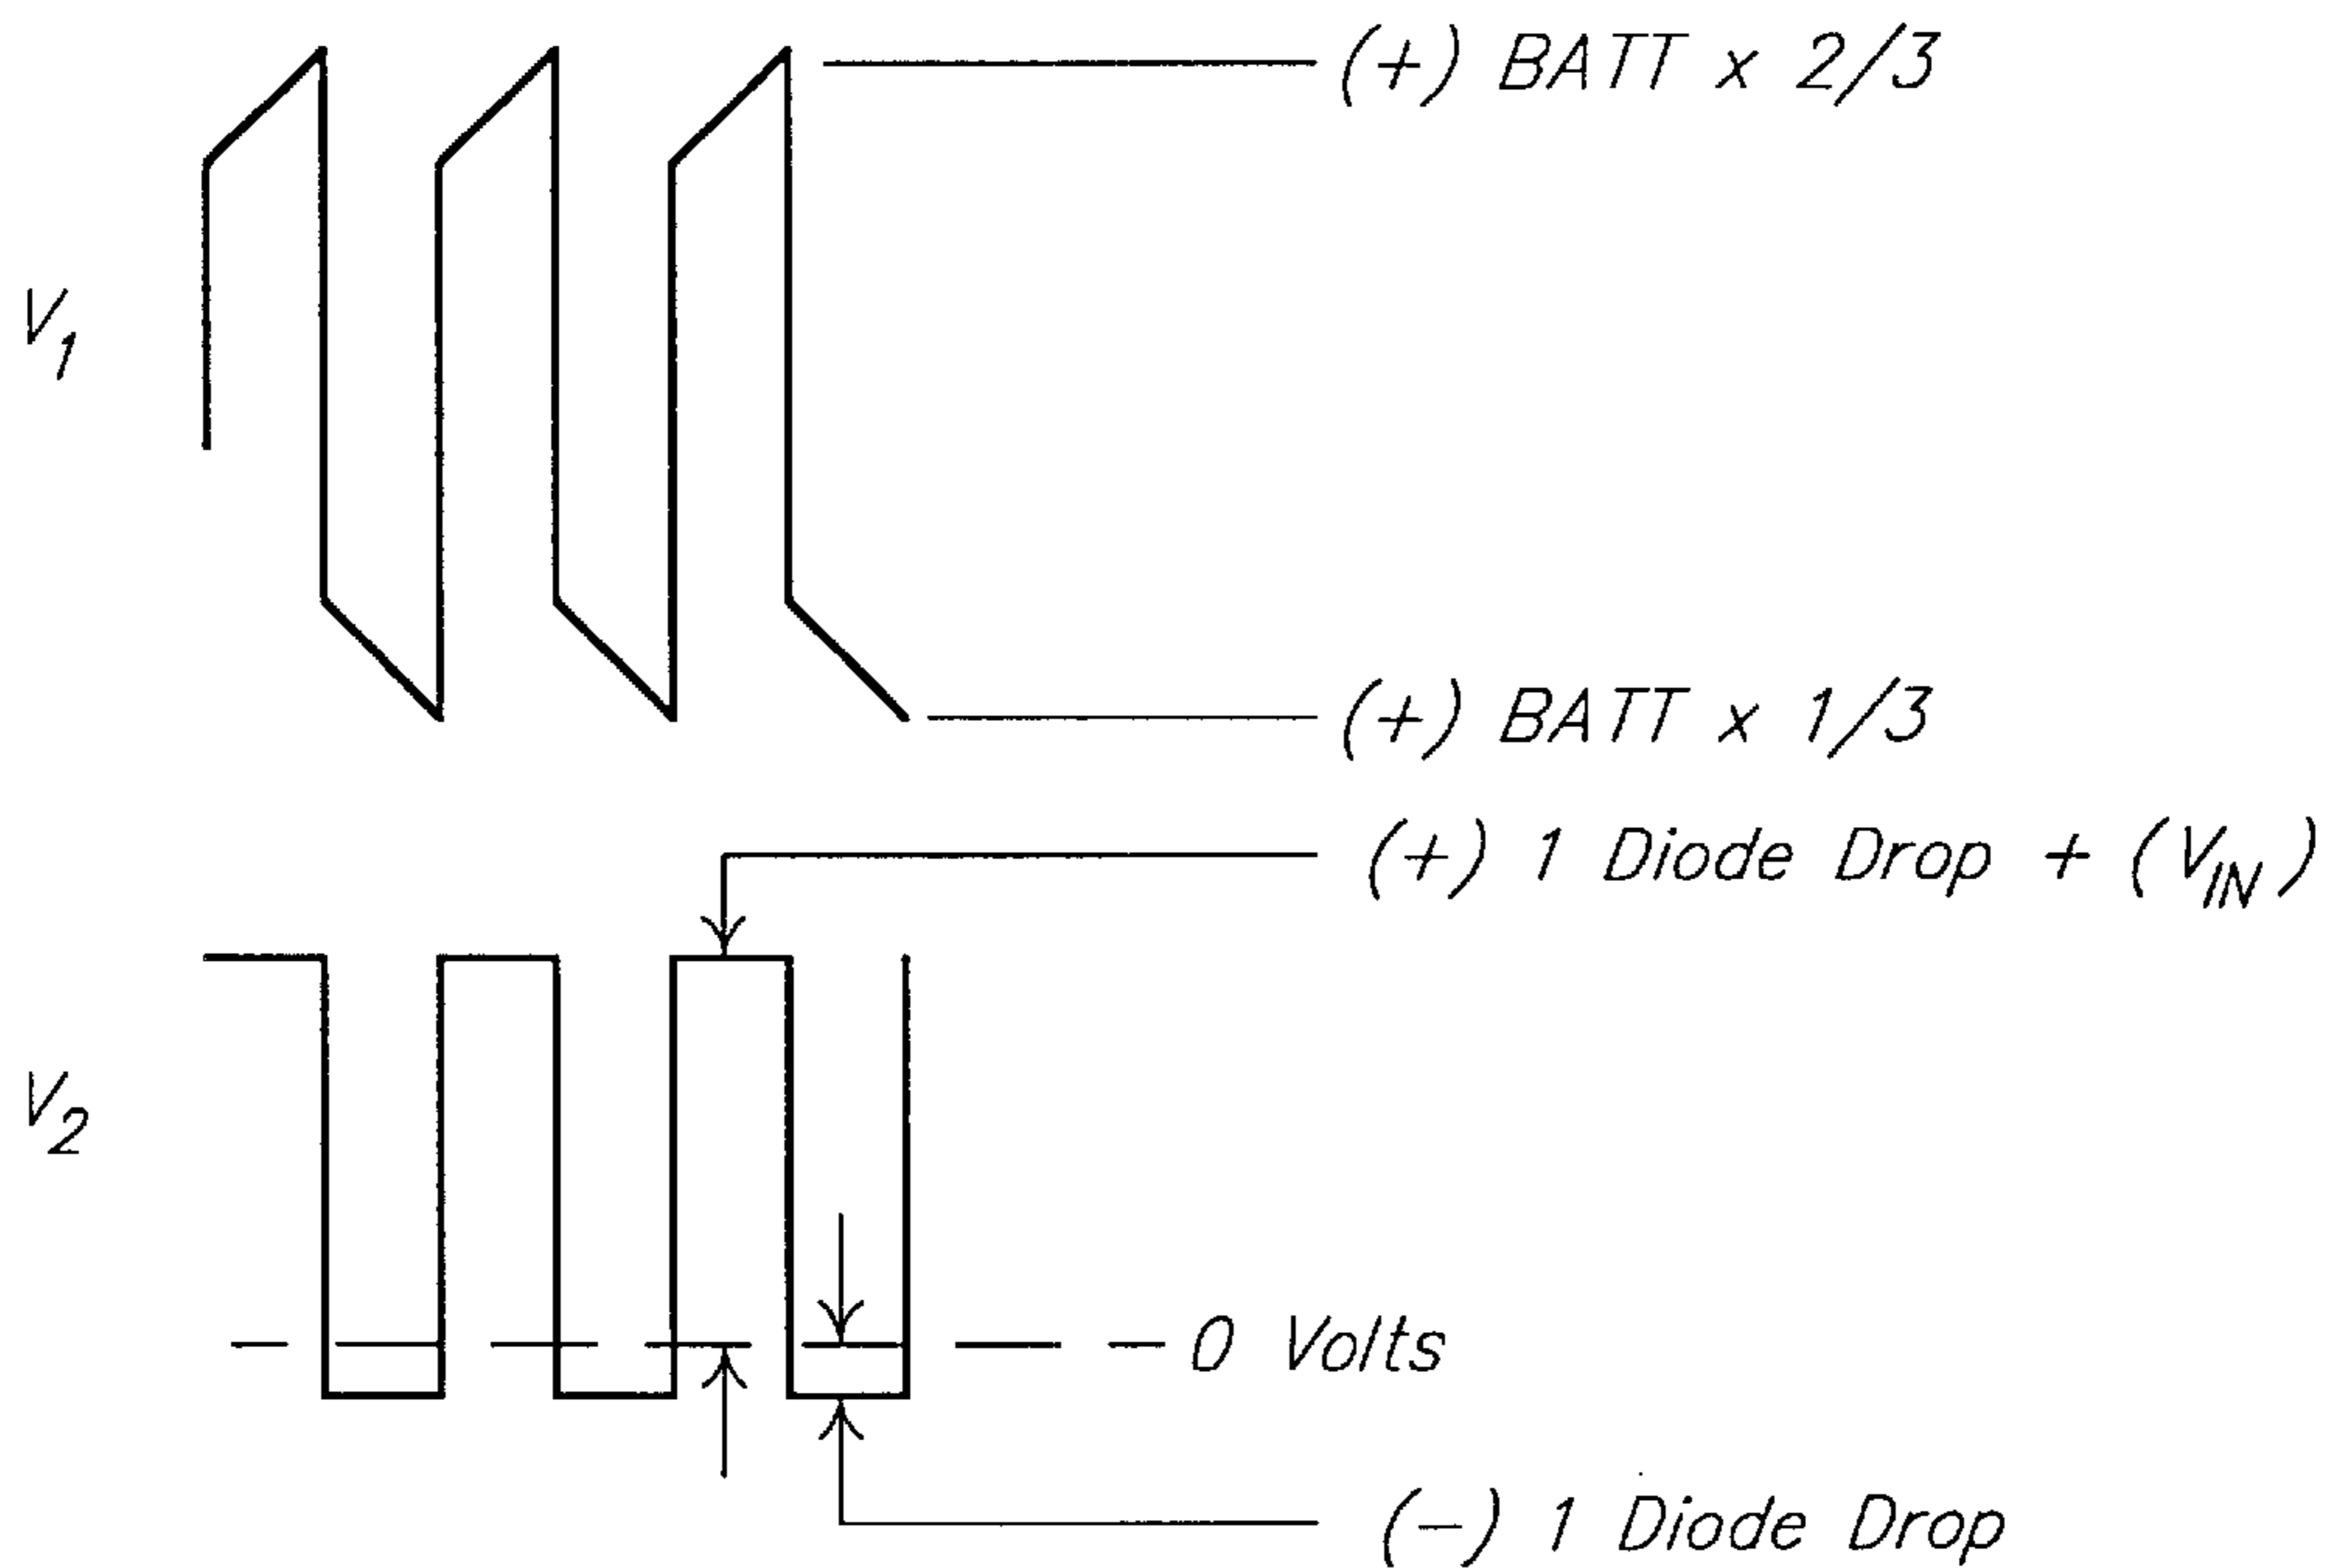 (+) BATT x 2/3
V1
(+) BATT x 1/3
(+) 1 Diode Drop + (VIN)
V2
0 Volts
(-) 1 Diode Drop